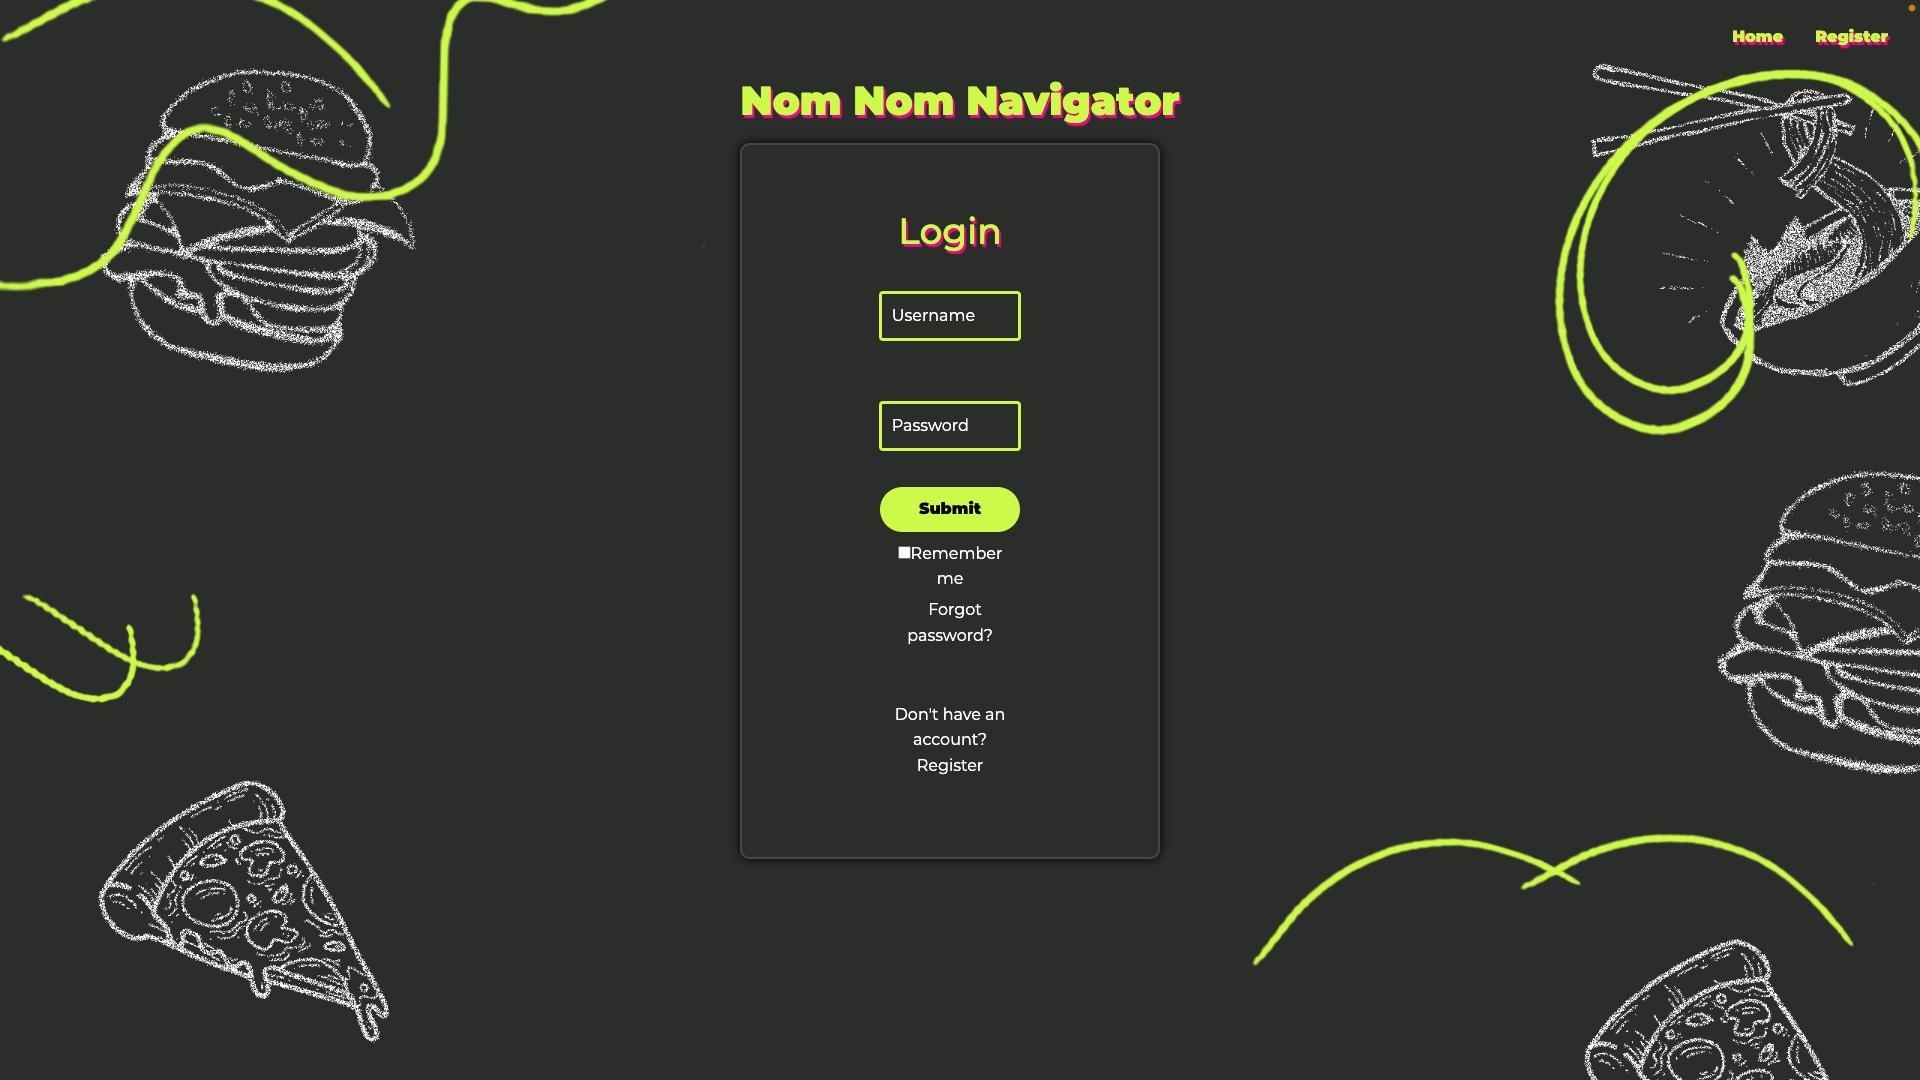 Home Register
Nom Nom Navigator
Login
Username
Password
Submit
Remember
me
Forgot
password?
Don't have an
account?
Register